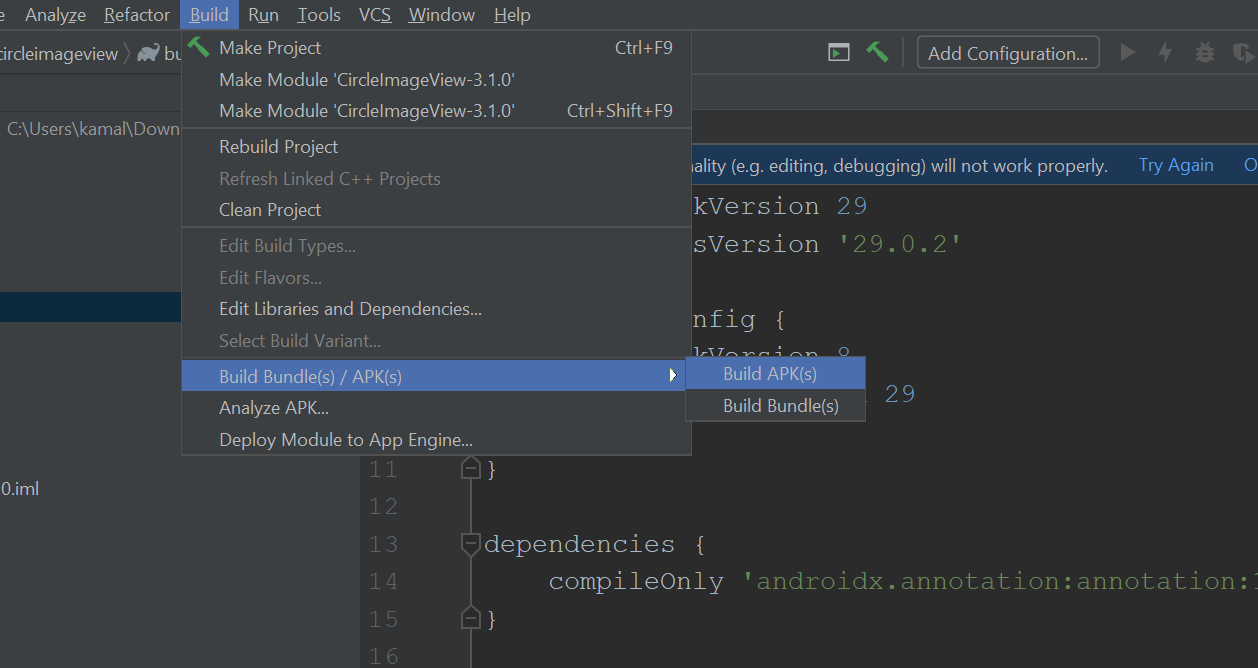 Analyze Refactor Build Run Tools VCS Window Help
circleimageview
Make Project Ctrl+F9
Add Configuration...
Make Module 'CircleImageView-3.1.0'
Make Module 'CircleImageView-3.1.0' Ctrl+Shift+F9
C:\Users\kamal\Down
Rebuild Project
ality (e.g. editing, debugging) will not work properly. Try Again
Refresh Linked C++ Projects
Clean Project
kVersion 29
sVersion '29.0.2'
Edit Build Types...
Edit Flavors...
Edit Libraries and Dependencies...
nfig {
Select Build Variant...
kVersion 8
Build Bundle(s) / APK(s)
Build APK(s)
29
Analyze APK...
Build Bundle(s)
Deploy Module to App Engine...
11 }
0.iml
12
13 dependencies {
14 compileOnly 'androidx.annotation:annotation:
15 }
16